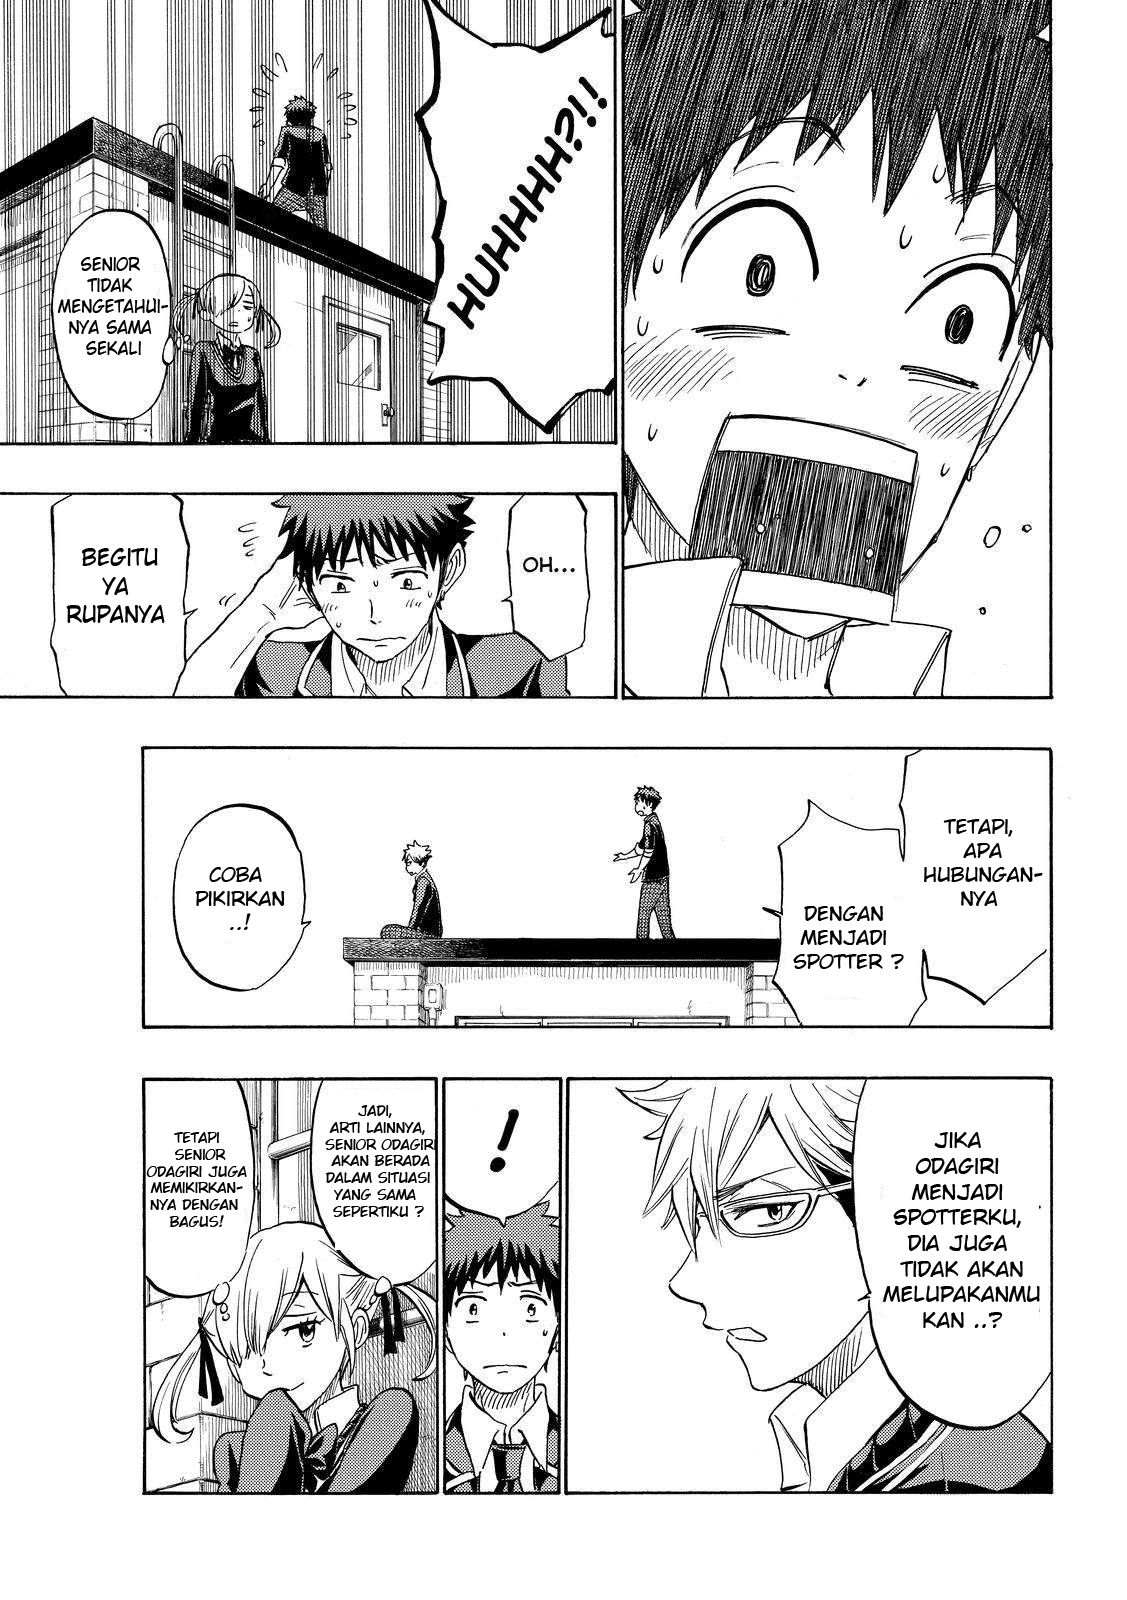 HUHHHH?!!
SENIOR
TIDAK
MENGETAHUI-
NYA SAMA
SEKALI
OH...
BEGITU
YA
RUPANYA
TETAPI,
APA
HUBUNGAN-
NYA
DENGAN
MENJADI
SPOTTER ?
COBA
PIKIRKAN
..!
JIKA
ODAGIRI
MENJADI
SPOTTERKU,
DIA JUGA
TIDAK AKAN
MELUPAKANMU
KAN ..?
!
JADI,
ARTI LAINNYA,
SENIOR ODAGIRI
AKAN BERADA
DALAM SITUASI
YANG SAMA
SEPERTIKU ?
TETAPI
SENIOR
ODAGIRI JUGA
MEMIKIRKAN-
NYA DENGAN
BAGUS!